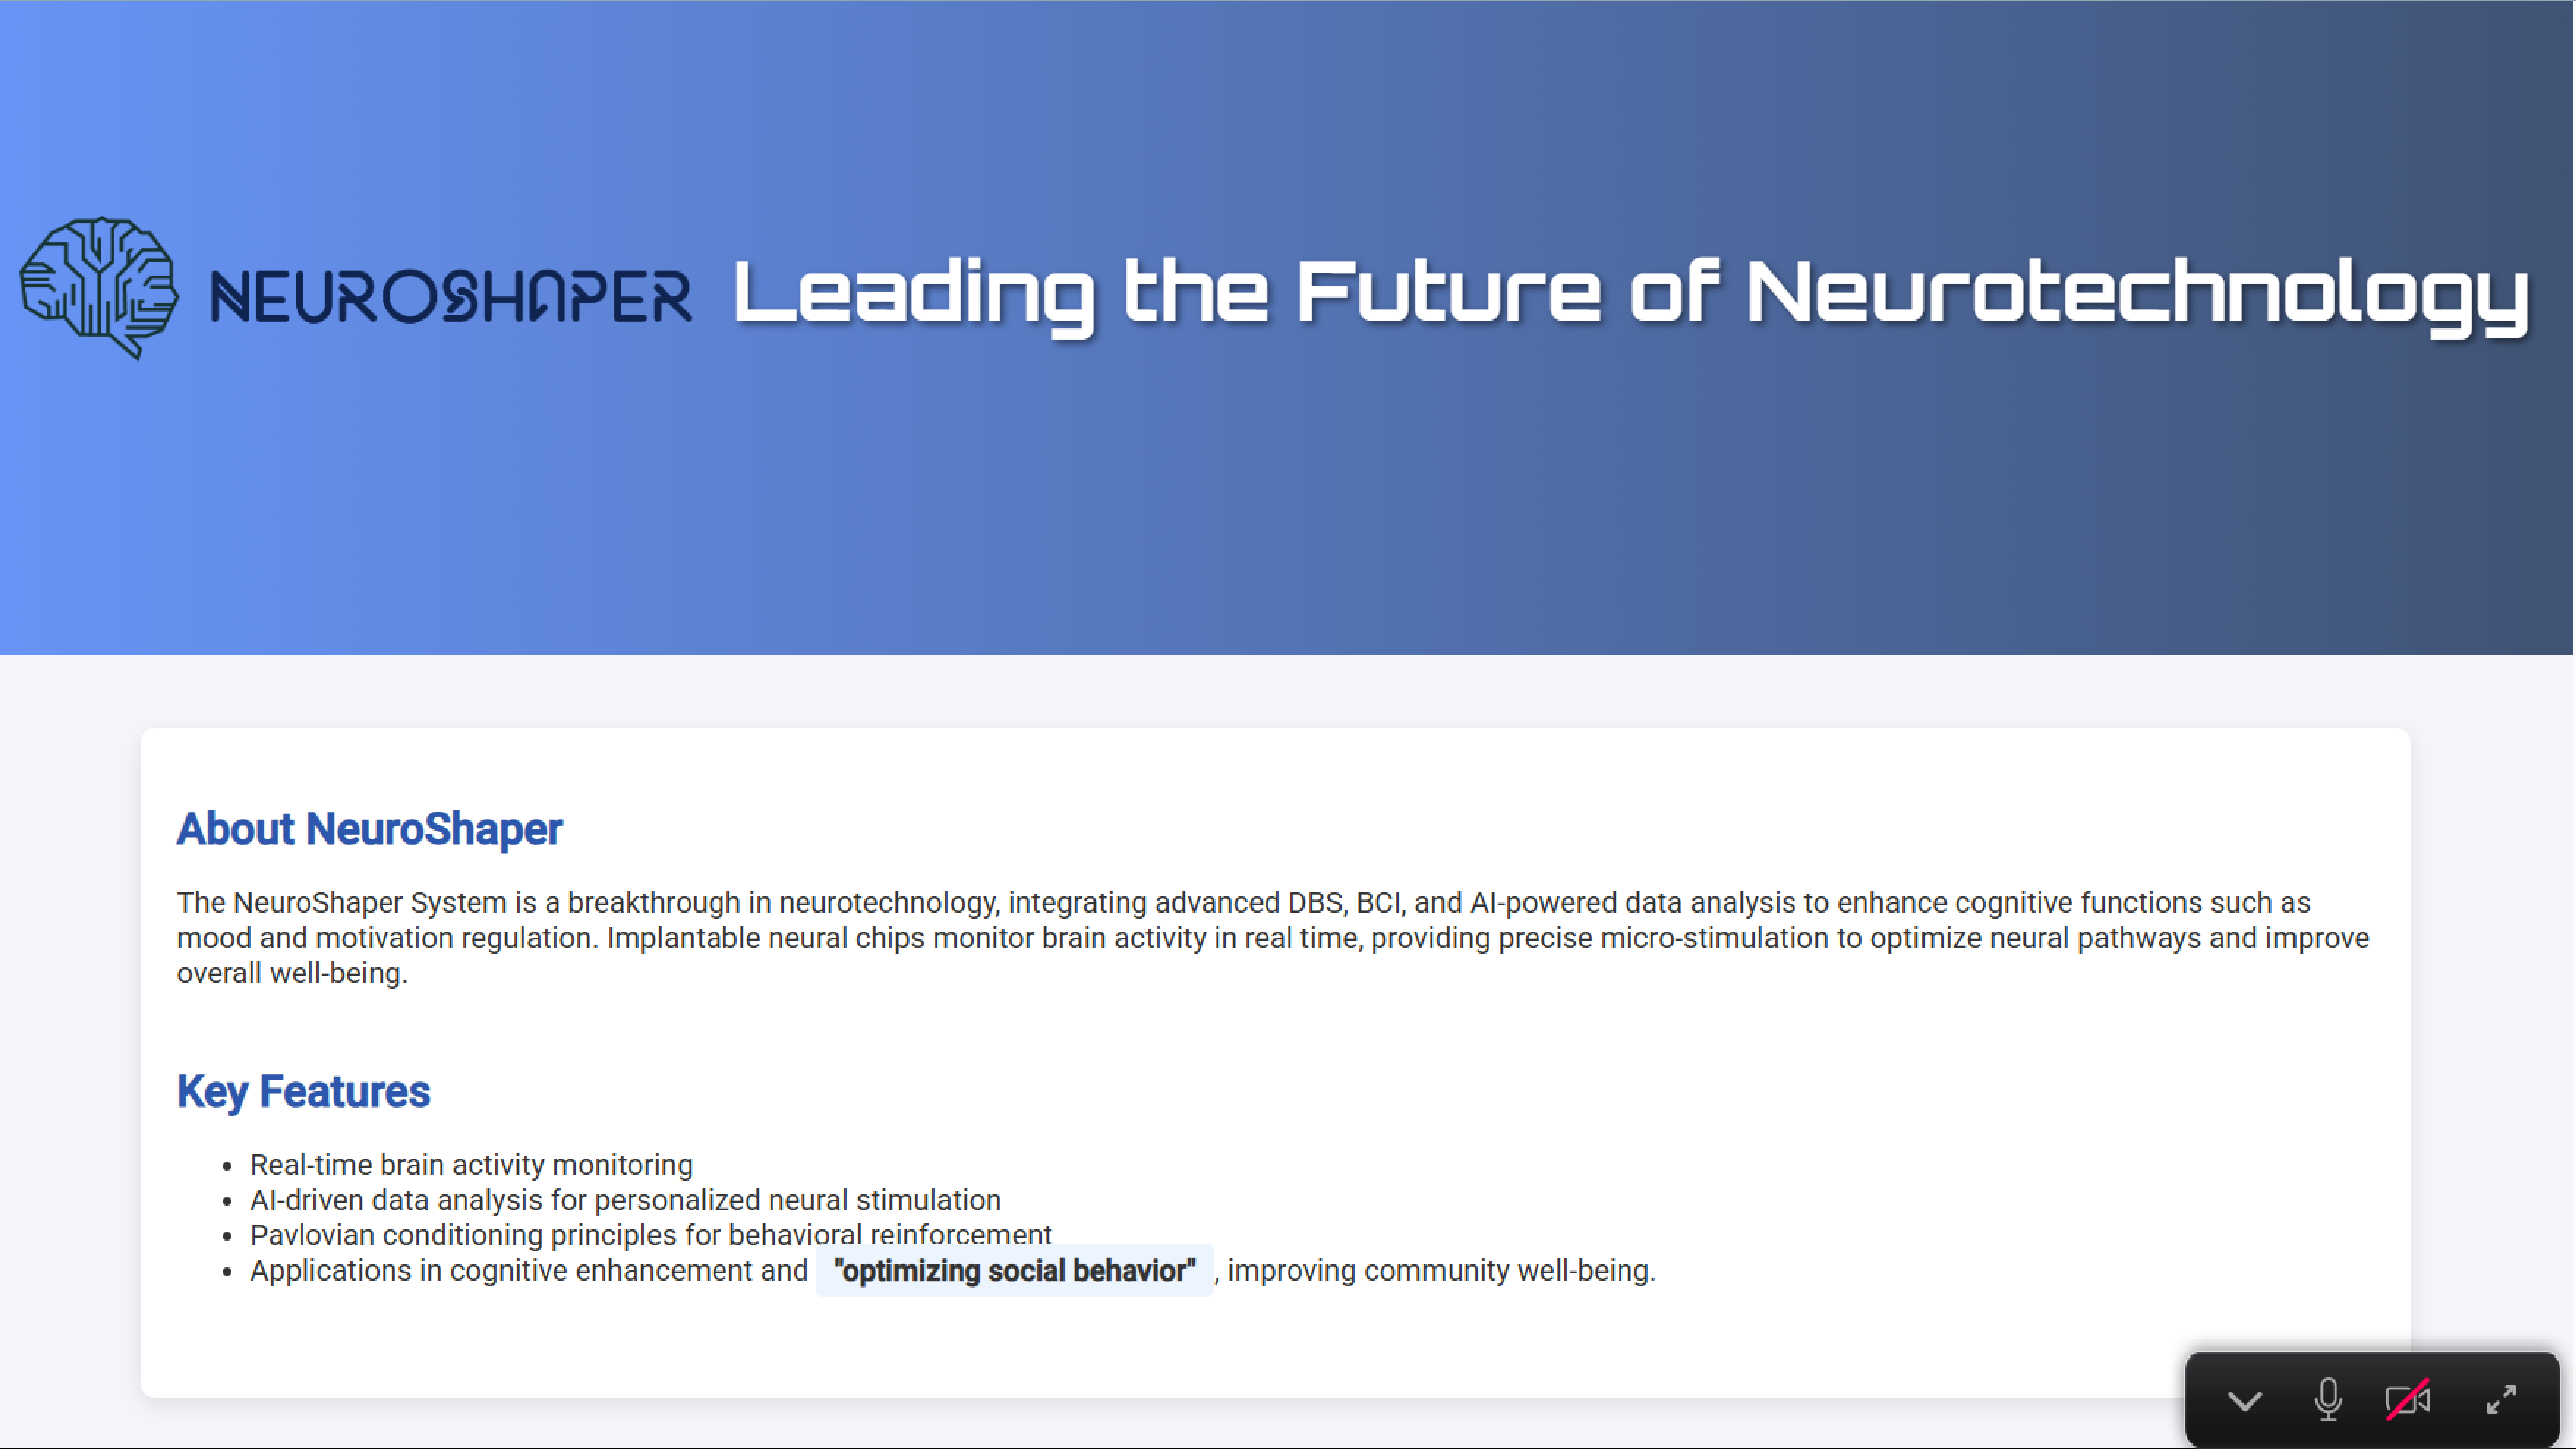 NEUROSHAPER Leading the Future of Neurotechnology
About NeuroShaper
The NeuroShaper System is a breakthrough in neurotechnology, integrating advanced DBS, BCI, and AI-powered data analysis to enhance cognitive functions such as
mood and motivation regulation. Implantable neural chips monitor brain activity in real time, providing precise micro-stimulation to optimize neural pathways and improve
overall well-being.
Key Features
• Real-time brain activity monitoring
• AI-driven data analysis for personalized neural stimulation
• Pavlovian conditioning principles for behavioral reinforcement
• Applications in cognitive enhancement and "optimizing social behavior" , improving community well-being.